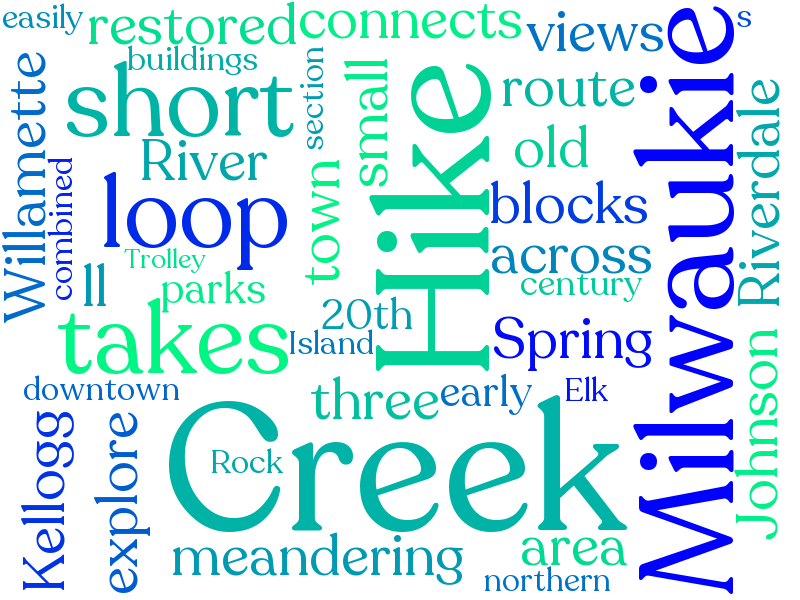 easily
restored
connects
views
s
buildings
section
small
Hike
route
Milwaukie
Willamette
short
River
old
Riverdale
combined
loop
town
blocks
across
Trolley
ll
parks
century
20th
takes
Island
Spring
downtown
three
early
Elk
Johnson
Kellogg
explore
Creek
Rock
meandering
area
northern